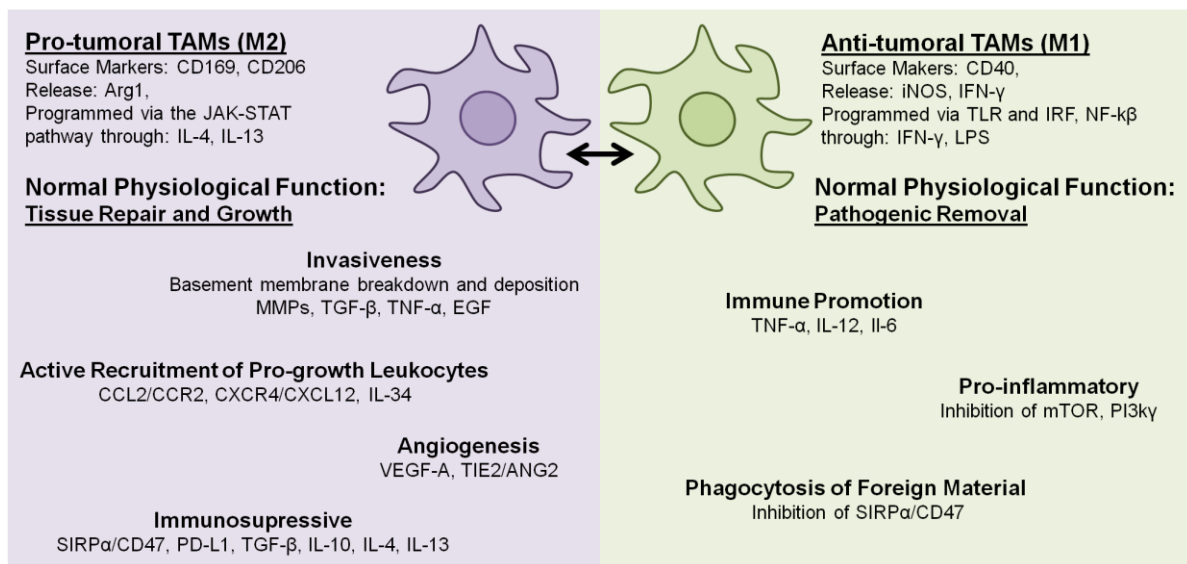 Pro-tumoral TAMs (M2)
Surface Markers: CD169, CD206
Release: Arg1,
Programmed via the JAK-STAT
pathway through: IL-4, IL-13
Normal Physiological Function:
Tissue Repair and Growth
Invasiveness
Basement membrane breakdown and deposition
MMPs, TGF-β, TNF-α, EGF
Active Recruitment of Pro-growth Leukocytes
CCL2/CCR2, CXCR4/CXCL12, IL-34
Angiogenesis
VEGF-A, TIE2/ANG2
Immunosupressive
SIRPα/CD47, PD-L1, TGF-β, IL-10, IL-4, IL-13
Anti-tumoral TAMs (M1)
Surface Makers: CD40,
Release: iNOS, IFN-γ
Programmed via TLR and IRF, NF-kβ
through: IFN-γ, LPS
Normal Physiological Function:
Pathogenic Removal
Immune Promotion
TNF-α, IL-12, Il-6
Pro-inflammatory
Inhibition of mTOR, PI3kγ
Phagocytosis of Foreign Material
Inhibition of SIRPα/CD47